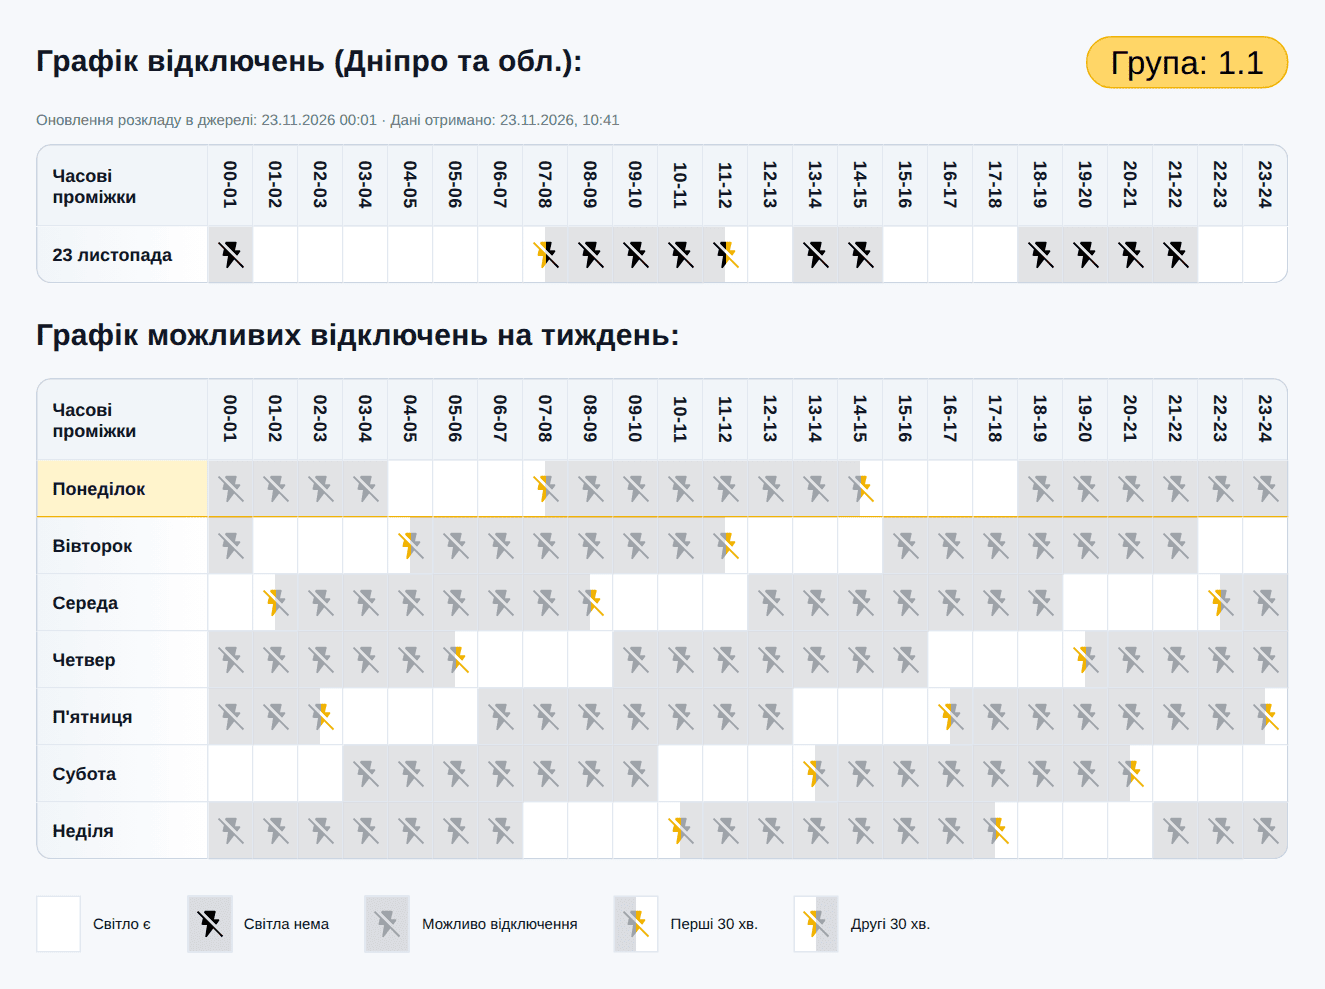 Графік відключень (Дніпро та обл.):
Група: 1.1
Оновлення розкладу в джерелі: 23.11.2026 00:01 · Дані отримано: 23.11.2026, 10:41
Часові
проміжки
00-01 01-02 02-03 03-04 04-05 05-06 06-07 07-08 08-09 09-10 10-11 11-12 12-13 13-14 14-15 15-16 16-17 17-18 18-19 19-20 20-21 21-22 22-23 23-24
23 листопада
Графік можливих відключень на тиждень:
Часові
проміжки
00-01 01-02 02-03 03-04 04-05 05-06 06-07 07-08 08-09 09-10 10-11 11-12 12-13 13-14 14-15 15-16 16-17 17-18 18-19 19-20 20-21 21-22 22-23 23-24
Понеділок
Вівторок
Середа
Четвер
П'ятниця
Субота
Неділя
Світло є
Світла нема
Можливо відключення
Перші 30 хв.
Другі 30 хв.